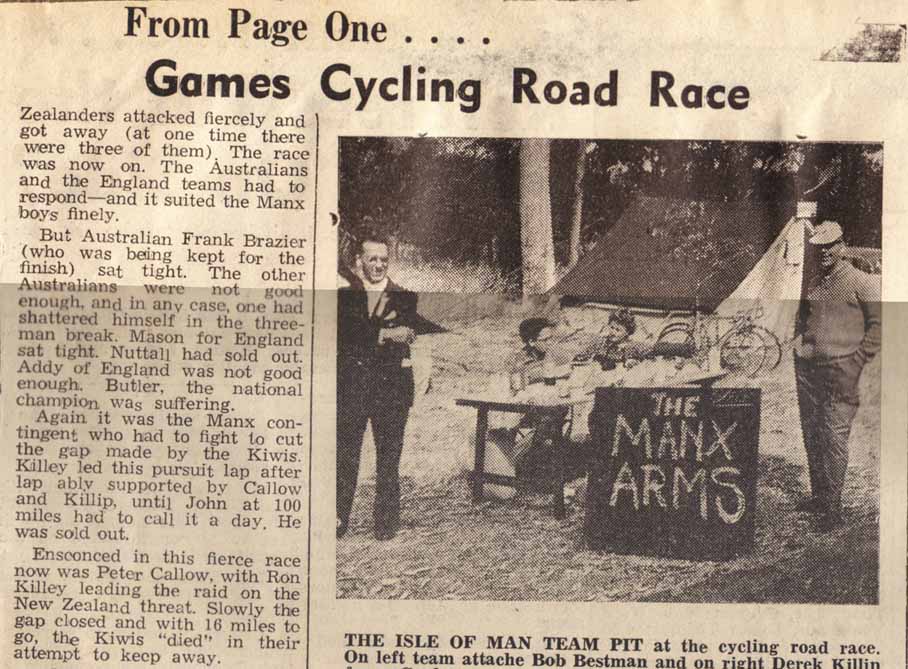 From Page One . . . .
Games Cycling Road Race
Zealanders attacked fiercely and
got away (at one time there
were three of them) The race
was now on. The Australians
and the England teams had to
respond—and it suited the Manx
boys finely.
But Australian Frank Brazier
(who was being kept for the
finish) sat tight. The other
Australians were not good
enough, and in any case, one had
shattered himself in the three-
man break. Mason for England
sat tight. Nuttall had sold out.
Addy of England was not good
enough. Butler, the national
champion was suffering.
Again it was the Manx con-
tingent who had to fight to cut
the gap made by the Kiwis.
Killey led this pursuit lap after
lap ably supported by Callow
and Killip, until John at 100
miles had to call it a day. He
was sold out.
Ensconced in this fierce race
now was Peter Callow, with Ron
Killey leading the raid on the
New Zealand threat. Slowly the
gap closed and with 16 miles to
go, the Kiwis "died" in their
attempt to keep away.
THE
MANX
ARMS
THE ISLE OF MAN TEAM PIT at the cycling road race.
On left team attache Bob Bestman and on right Derek Killip